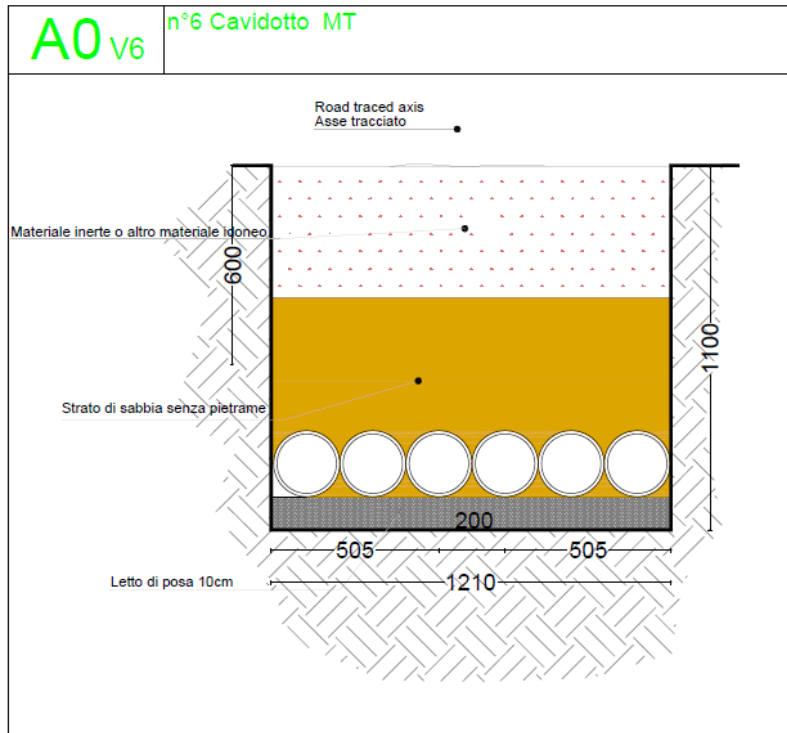 A0 V6
n°6 Cavidotto MT
Road traced axis
Asse tracciato
Materiale inerte o altro materiale idoneo
600
1100
Strato di sabbia senza pietrame
200
505
505
1210
Letto di posa 10cm